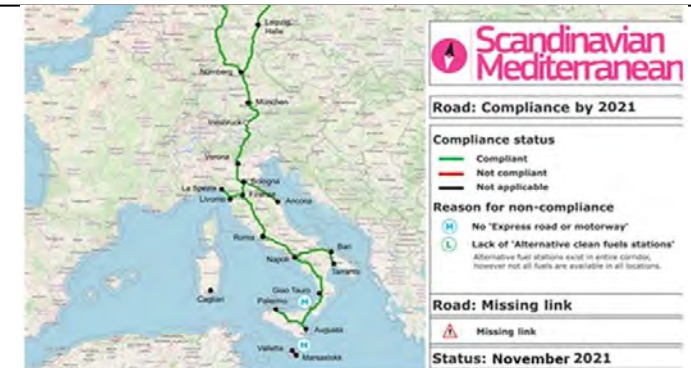 Leipzig
Halle
Nürnberg
München
Innsbruck
Verona
Bologna
La Spezia
Firenze
Livorno
Ancona
Roma
Bari
Napoli
Tarranto
Gioio Tauro
Cagliari
Palermo
H
Augusta
H
Valletta
Marsaxlokk
Scandinavian
Mediterranean
Road: Compliance by 2021
Compliance status
Compliant
Not compliant
Not applicable
Reason for non-compliance
H No 'Express road or motorway'
L Lack of 'Alternative clean fuels stations'
Alternative fuel stations exist in entire corridor,
however not all fuels are available in all locations.
Road: Missing link
Missing link
Status: November 2021